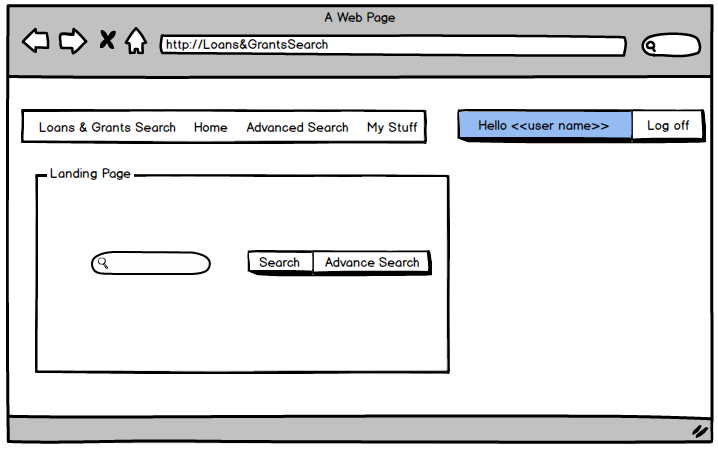 A Web Page
http://Loans&GrantsSearch
Loans & Grants Search Home Advanced Search My Stuff
Hello <<user name>> Log off
Landing Page
Search Advance Search